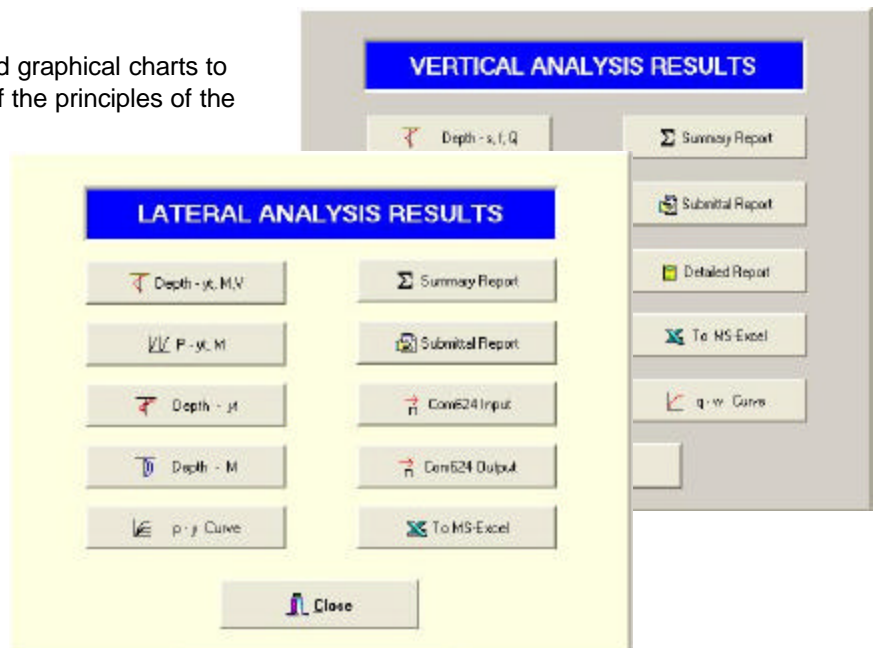 d graphical charts to
f the principles of the
VERTICAL ANALYSIS RESULTS
Depth - s, f, Q
Summary Report
Submittal Report
Detailed Report
To MS-Excel
q-w Curve
LATERAL ANALYSIS RESULTS
Depth - yt, M,V
Summary Report
P - yt, M
Submittal Report
Depth - yt
Com624 Input
Depth - M
Com624 Output
p-y Curve
To MS-Excel
Close